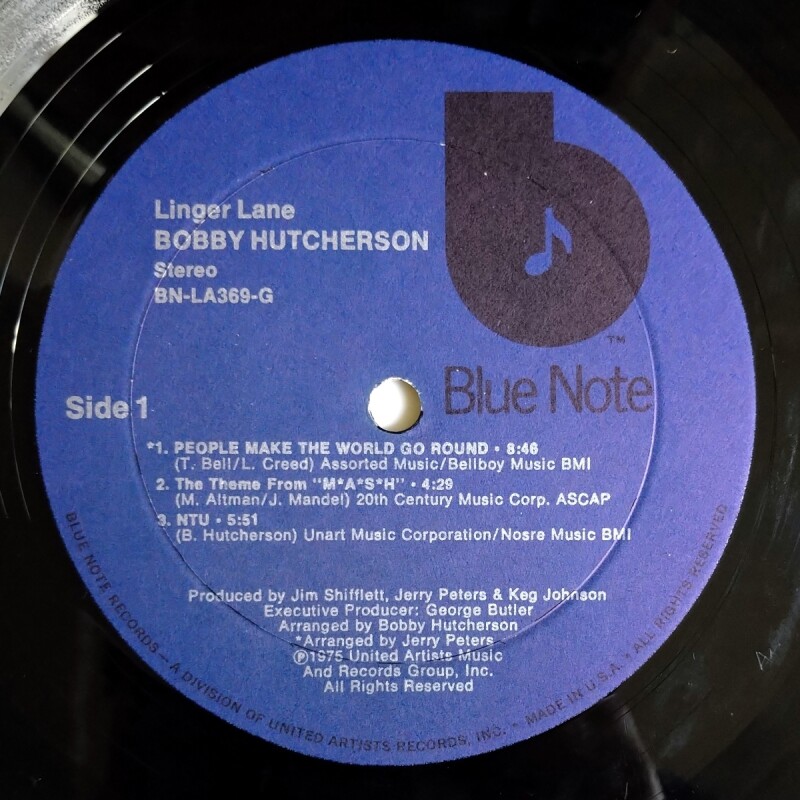 Linger Lane
BOBBY HUTCHERSON
Stereo
BN-LA369-G
TM
Blue Note
Side 1
*1. PEOPLE MAKE THE WORLD GO ROUND • 8:46
(T. Bell/L. Creed) Assorted Music/Bellboy Music BMI
2. The Theme From "M*A*S*H" • 4:29
(M. Altman/J. Mandel) 20th Century Music Corp. ASCAP
3. NTU • 5:51
(B. Hutcherson) Unart Music Corporation/Nosre Music BMI
Produced by Jim Shifflett, Jerry Peters & Keg Johnson
Executive Producer: George Butler
Arranged by Bobby Hutcherson
*Arranged by Jerry Peters
℗1975 United Artists Music
And Records Group, Inc.
All Rights Reserved
BLUE NOTE RECORDS — A DIVISION OF UNITED ARTISTS RECORDS, INC. • MADE IN U.S.A. • ALL RIGHTS RESERVED